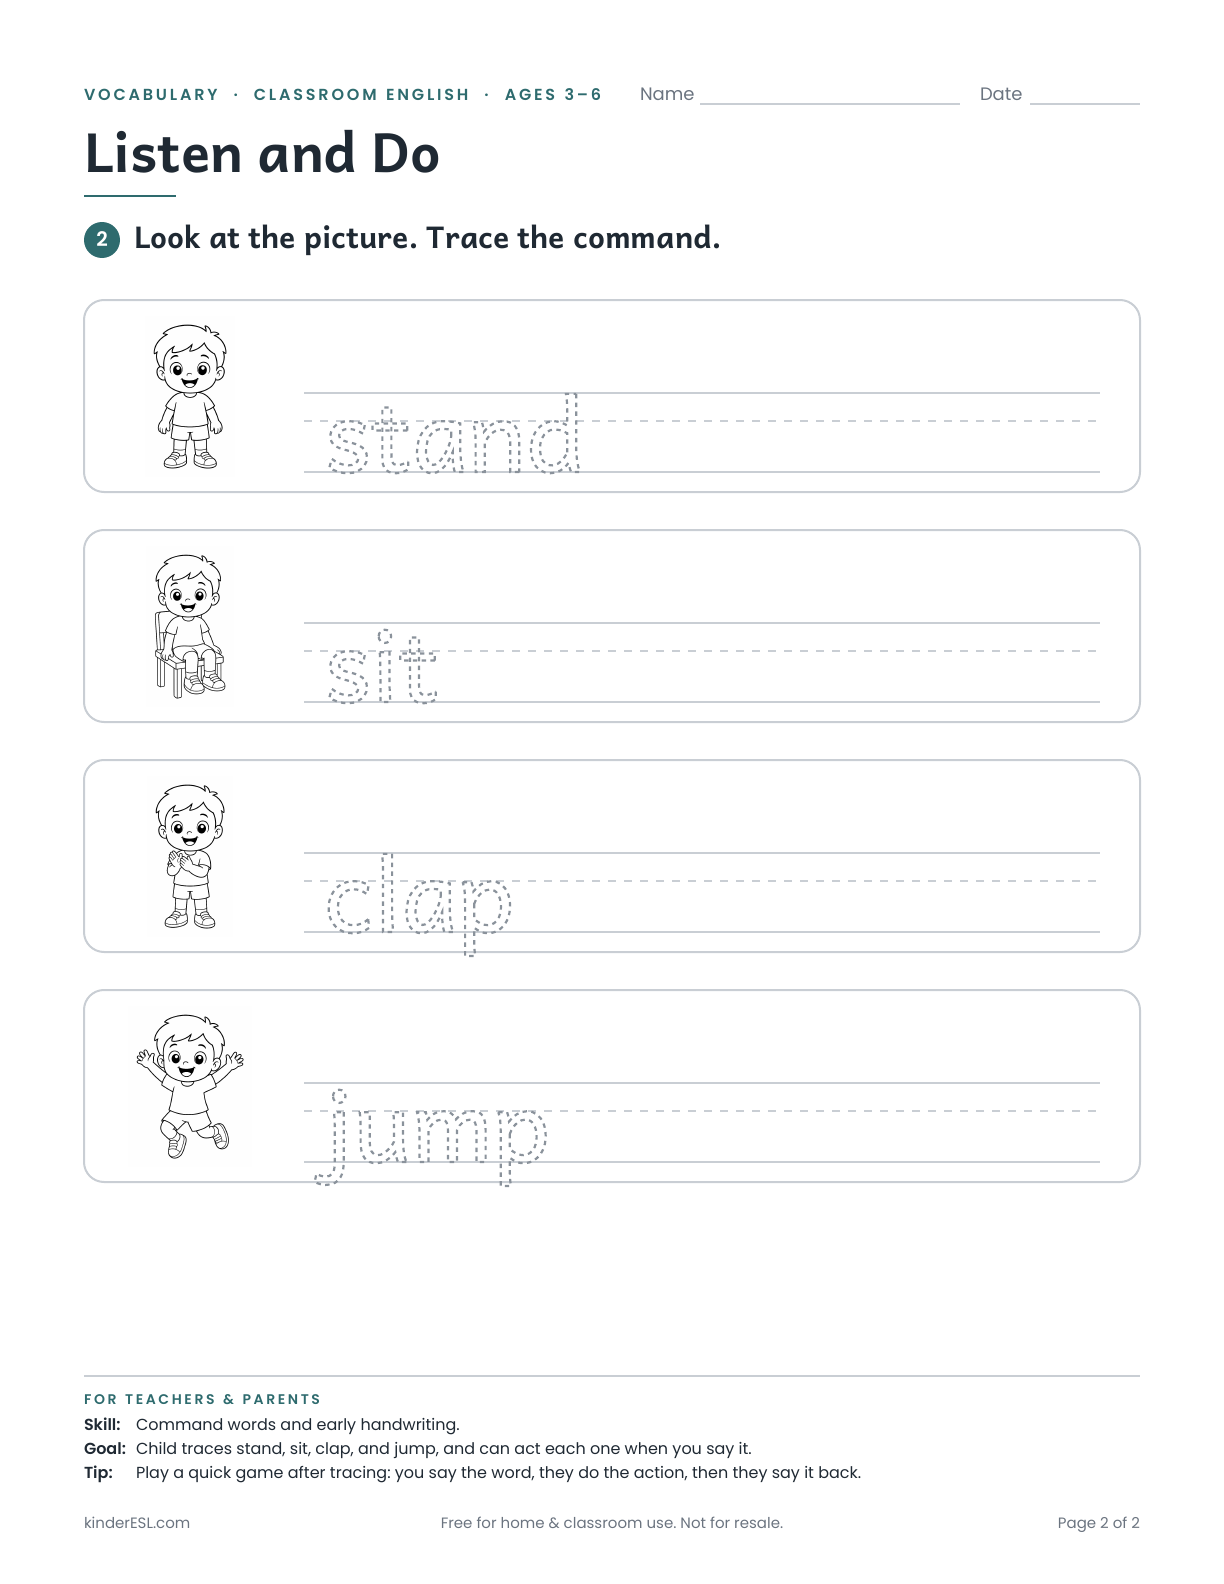 VOCABULARY · CLASSROOM ENGLISH · AGES 3–6 Name Date
Listen and Do
2 Look at the picture. Trace the command.
stand
sit
clap
jump
FOR TEACHERS & PARENTS
Skill: Command words and early handwriting.
Goal: Child traces stand, sit, clap, and jump, and can act each one when you say it.
Tip: Play a quick game after tracing: you say the word, they do the action, then they say it back.
kinderESL.com Free for home & classroom use. Not for resale. Page 2 of 2